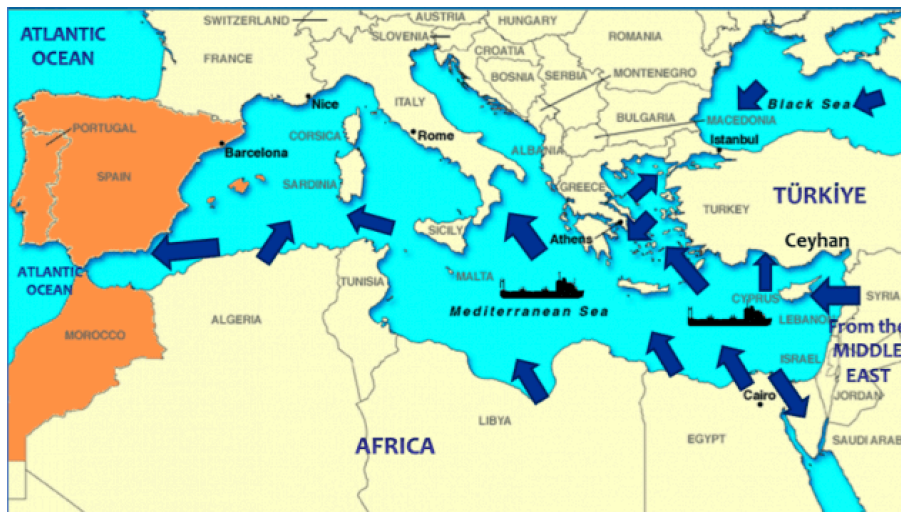 ATLANTIC
OCEAN
SWITZERLAND
AUSTRIA
HUNGARY
SLOVENIA
ROMANIA
FRANCE
CROATIA
BOSNIA
SERBIA
MONTENEGRO
Nice
ITALY
Black Sea
PORTUGAL
CORSICA
Rome
BULGARIA
MACEDONIA
Barcelona
ALBANIA
Istanbul
SPAIN
SARDINIA
GREECE
TÜRKİYE
TURKEY
SICILY
Athens
Ceyhan
ATLANTIC
OCEAN
TUNISIA
MALTA
CYPRUS
SYRIA
Mediterranean Sea
LEBANON
ALGERIA
From the
MIDDLE
EAST
MOROCCO
ISRAEL
Cairo
JORDAN
LIBYA
AFRICA
EGYPT
SAUDI ARAB